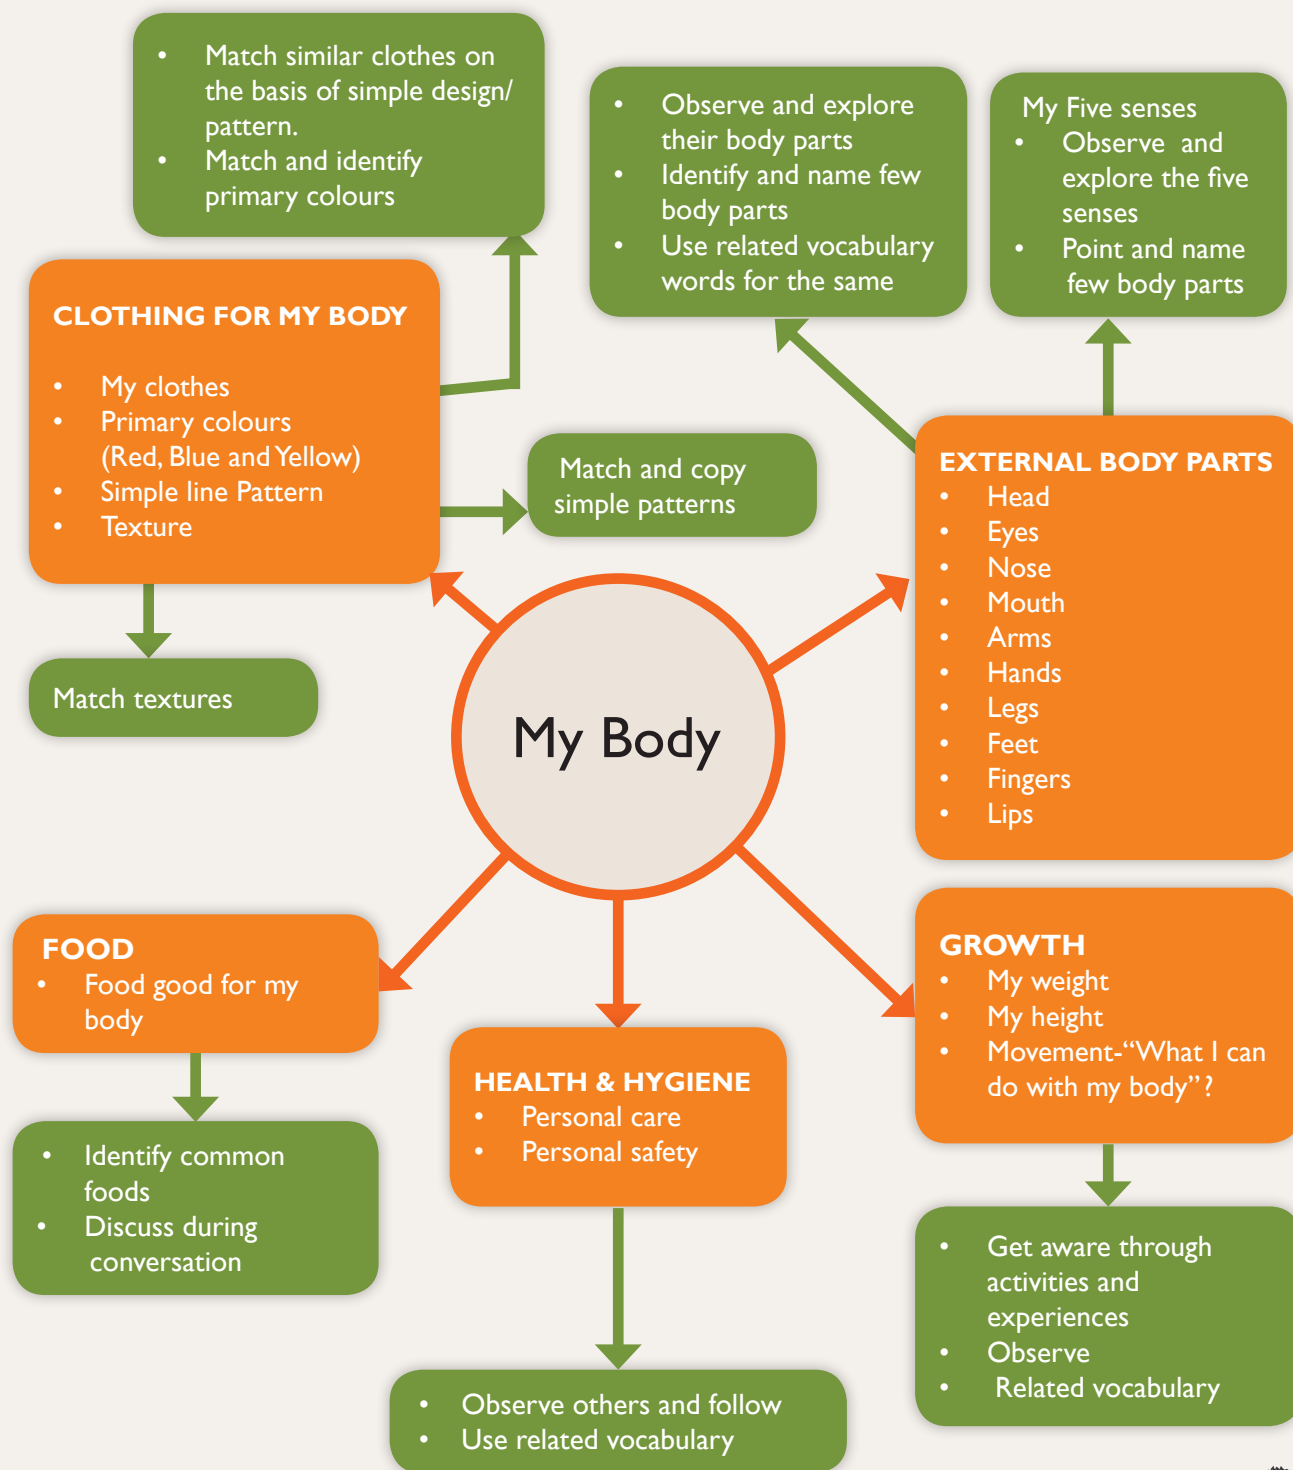 • Match similar clothes on
the basis of simple design/
pattern.
• Match and identify
primary colours
• Observe and explore
their body parts
• Identify and name few
body parts
• Use related vocabulary
words for the same
My Five senses
• Observe and
explore the five
senses
• Point and name
few body parts
CLOTHING FOR MY BODY
• My clothes
• Primary colours
(Red, Blue and Yellow)
• Simple line Pattern
• Texture
Match and copy
simple patterns
EXTERNAL BODY PARTS
• Head
• Eyes
• Nose
• Mouth
• Arms
• Hands
• Legs
• Feet
• Fingers
• Lips
Match textures
My Body
FOOD
• Food good for my
body
HEALTH & HYGIENE
• Personal care
• Personal safety
GROWTH
• My weight
• My height
• Movement-“What I can
do with my body”?
• Identify common
foods
• Discuss during
conversation
• Get aware through
activities and
experiences
• Observe
• Related vocabulary
• Observe others and follow
• Use related vocabulary